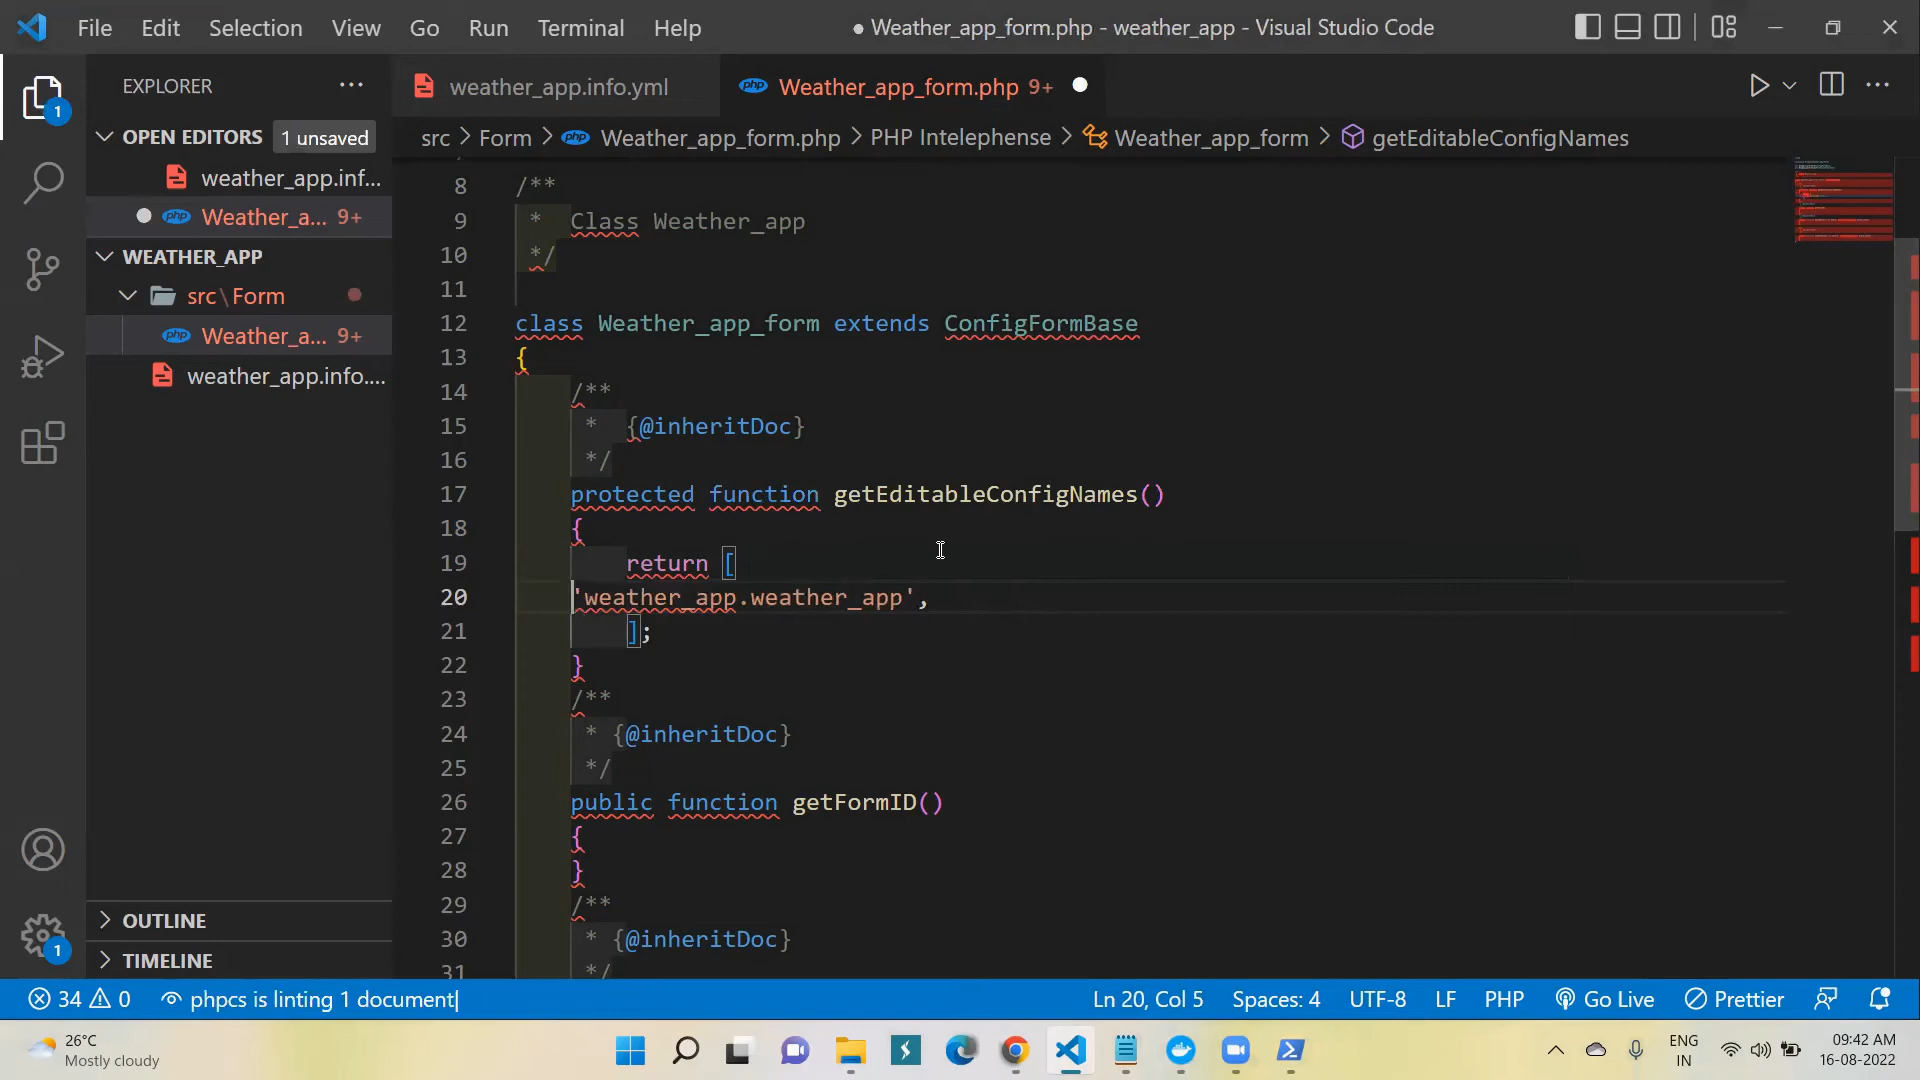 File Edit Selection View Go Run Terminal Help ● Weather_app_form.php - weather_app - Visual Studio Code
EXPLORER
weather_app.info.yml Weather_app_form.php 9+
OPEN EDITORS 1 unsaved
src > Form > Weather_app_form.php > PHP Intelephense > Weather_app_form > getEditableConfigNames
weather_app.inf...
Weather_a... 9+
WEATHER_APP
src\Form
Weather_a... 9+
weather_app.info....
8 /**
9 * Class Weather_app
10 */
11
12 class Weather_app_form extends ConfigFormBase
13 {
14 /**
15 * {@inheritDoc}
16 */
17 protected function getEditableConfigNames()
18 {
19 return [
20 'weather_app.weather_app',
21 ];
22 }
23 /**
24 * {@inheritDoc}
25 */
26 public function getFormID()
27 {
28 }
29 /**
30 * {@inheritDoc}
31 */
1
1
OUTLINE
TIMELINE
34 0 phpcs is linting 1 document| Ln 20, Col 5 Spaces: 4 UTF-8 LF PHP Go Live Prettier
26°C
Mostly cloudy
ENG
IN
09:42 AM
16-08-2022